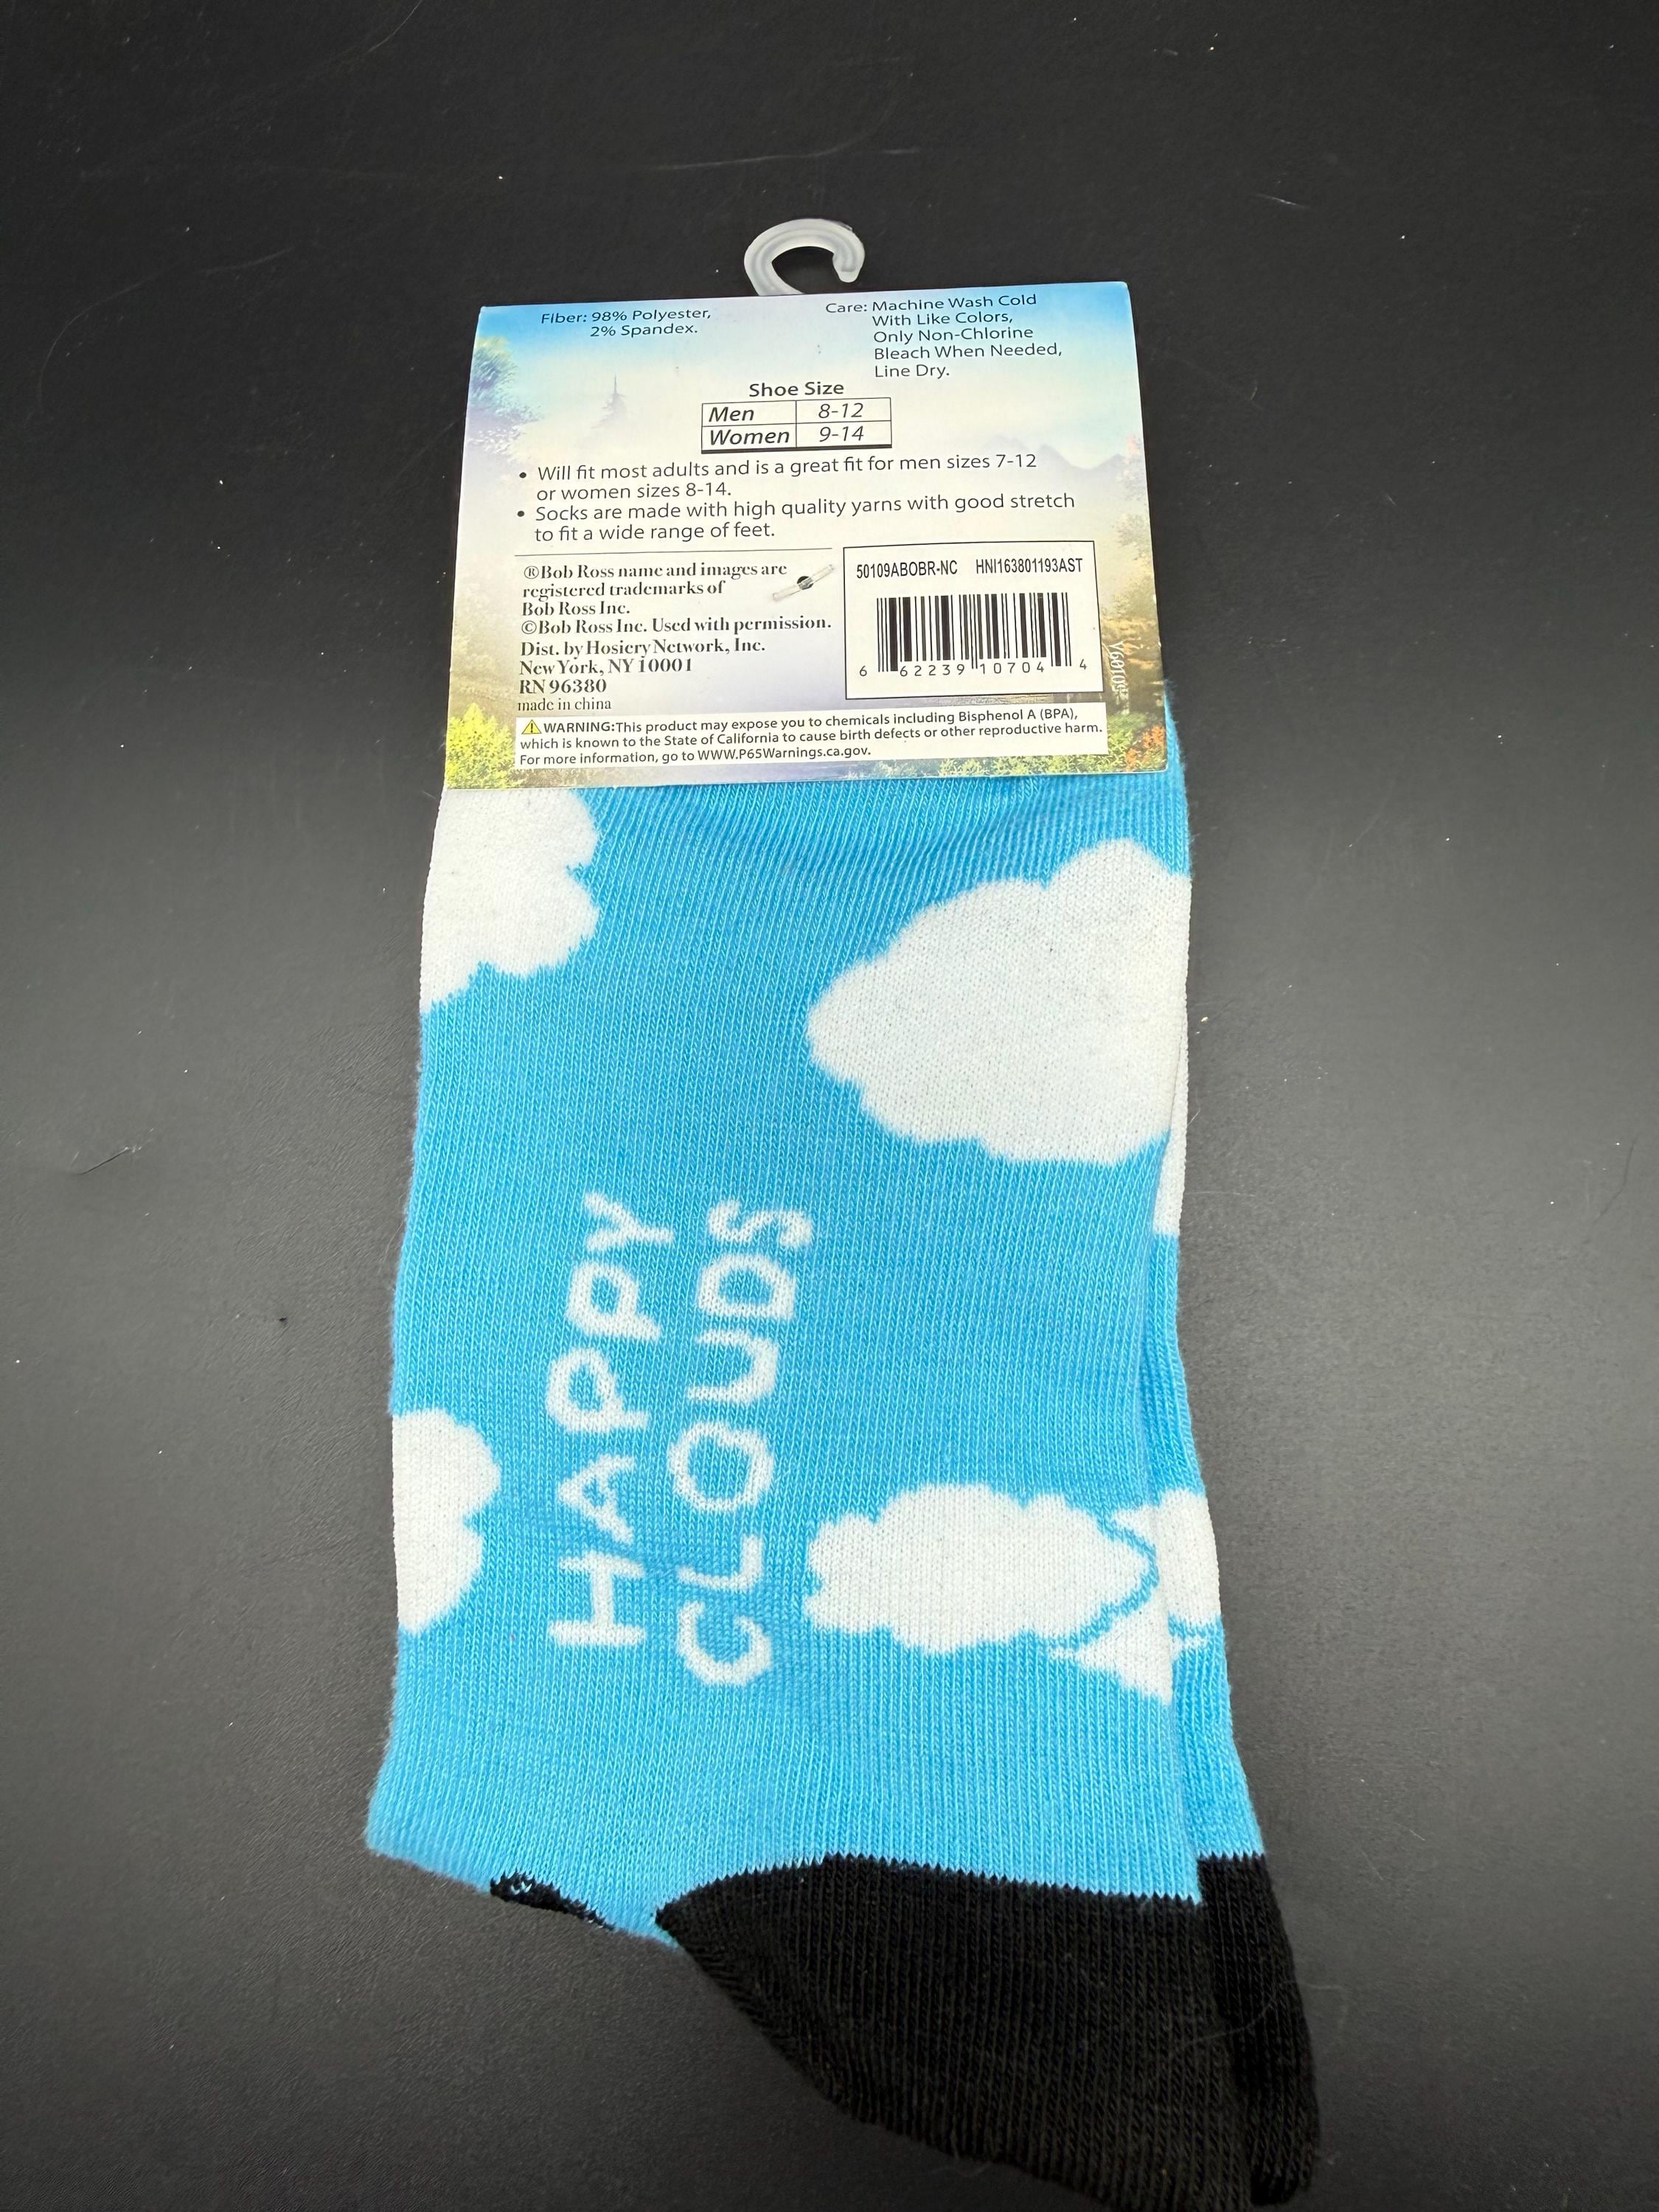 Fiber: 98% Polyester,
2% Spandex.
Care: Machine Wash Cold
With Like Colors,
Only Non-Chlorine
Bleach When Needed,
Line Dry.
Shoe Size
Men 8-12
Women 9-14
• Will fit most adults and is a great fit for men sizes 7-12
or women sizes 8-14.
• Socks are made with high quality yarns with good stretch
to fit a wide range of feet.
®Bob Ross name and images are
registered trademarks of
Bob Ross Inc.
©Bob Ross Inc. Used with permission.
Dist. by Hosiery Network, Inc.
New York, NY 10001
RN 96380
made in china
50109ABOBR-NC HNI163801193AST
6 62239 10704 4
⚠WARNING:This product may expose you to chemicals including Bisphenol A (BPA),
which is known to the State of California to cause birth defects or other reproductive harm.
For more information, go to WWW.P65Warnings.ca.gov.
HAPPY
CLOUDS